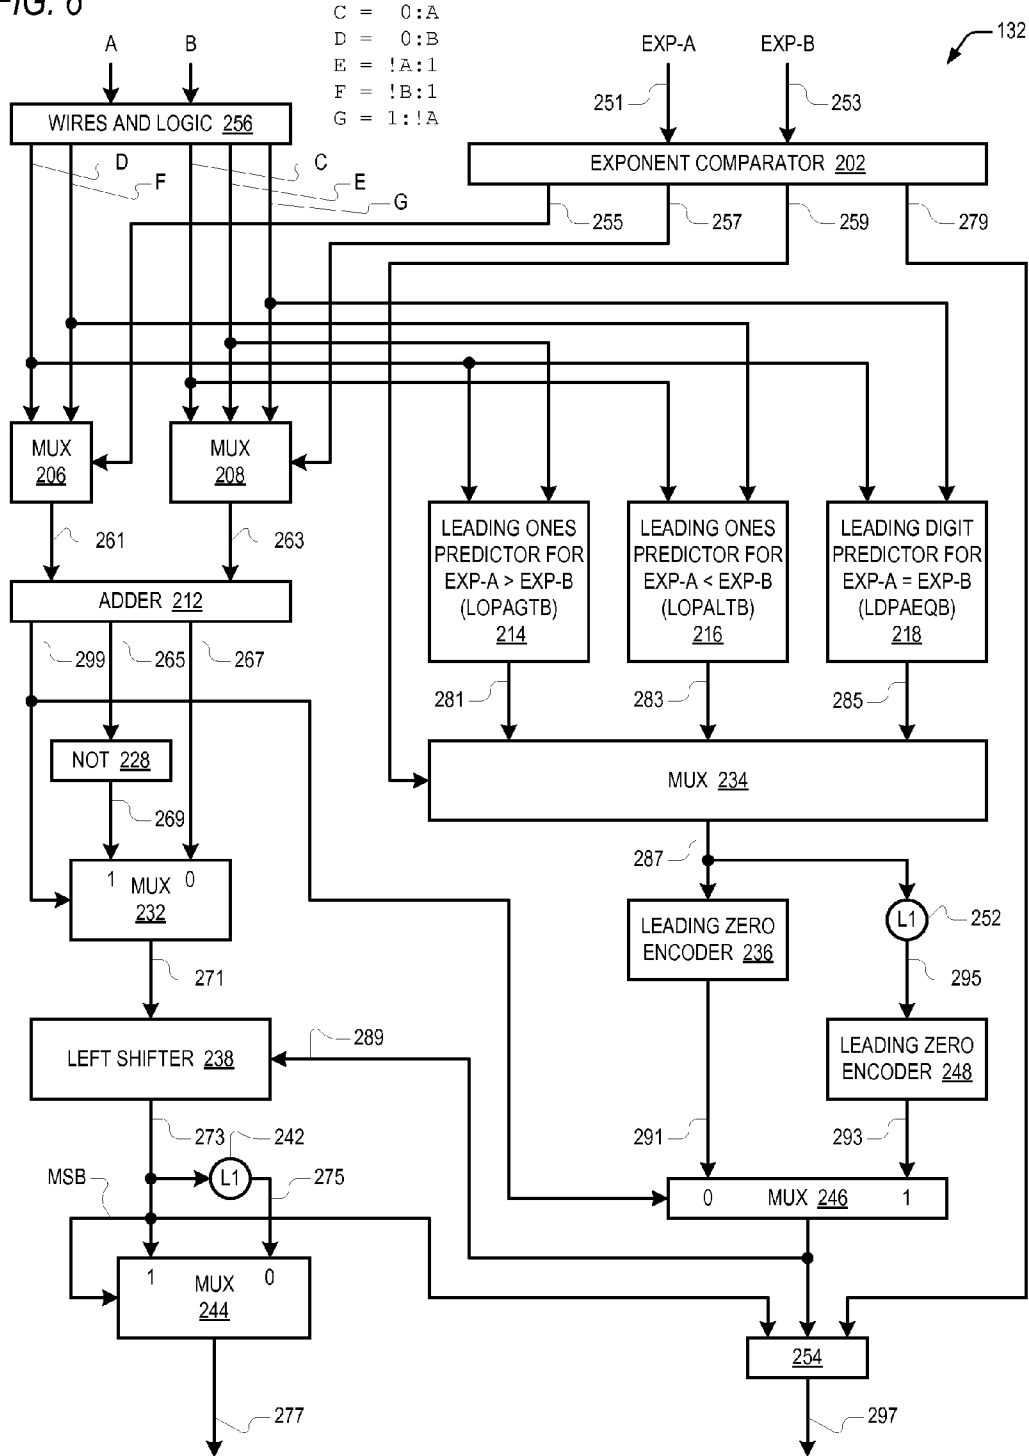 FIG. 6
C = 0:A
D = 0:B
E = !A:1
F = !B:1
G = 1:!A
A
B
EXP-A
EXP-B
132
251
253
WIRES AND LOGIC 256
EXPONENT COMPARATOR 202
D
F
C
E
G
255
257
259
279
MUX
206
MUX
208
261
263
LEADING ONES
PREDICTOR FOR
EXP-A > EXP-B
(LOPAGTB)
214
LEADING ONES
PREDICTOR FOR
EXP-A < EXP-B
(LOPALTB)
216
LEADING DIGIT
PREDICTOR FOR
EXP-A = EXP-B
(LDPAEQB)
218
ADDER 212
299
265
267
281
283
285
NOT 228
MUX 234
269
287
1
0
MUX
232
LEADING ZERO
ENCODER 236
L1
252
271
295
LEFT SHIFTER 238
289
LEADING ZERO
ENCODER 248
273
242
291
293
MSB
L1
275
0
MUX 246
1
1
0
MUX
244
254
277
297